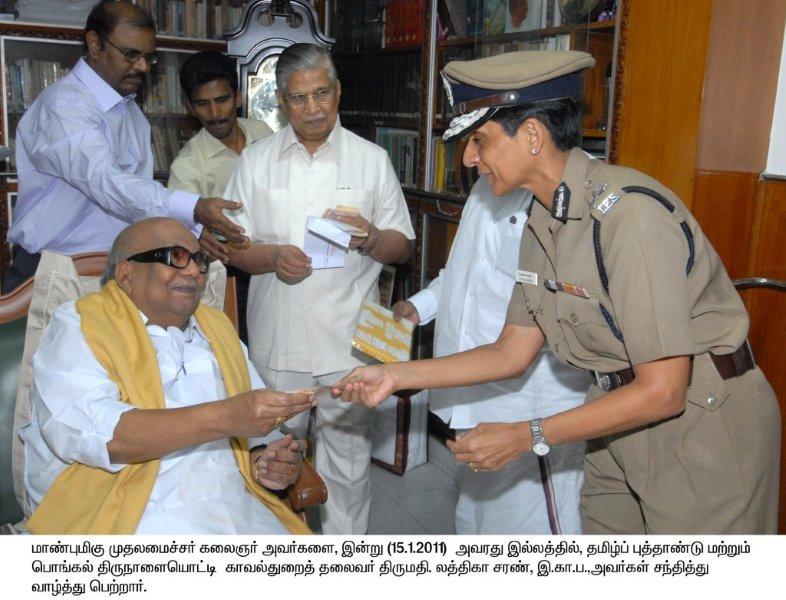 மாண்புமிகு முதலமைச்சர் கலைஞர் அவர்களை, இன்று (15.1.2011) அவரது இல்லத்தில், தமிழ்ப் புத்தாண்டு மற்றும்
பொங்கல் திருநாளையொட்டி காவல்துறைத் தலைவர் திருமதி. லத்திகா சரண், இ.கா.ப.,அவர்கள் சந்தித்து
வாழ்த்து பெற்றார்.